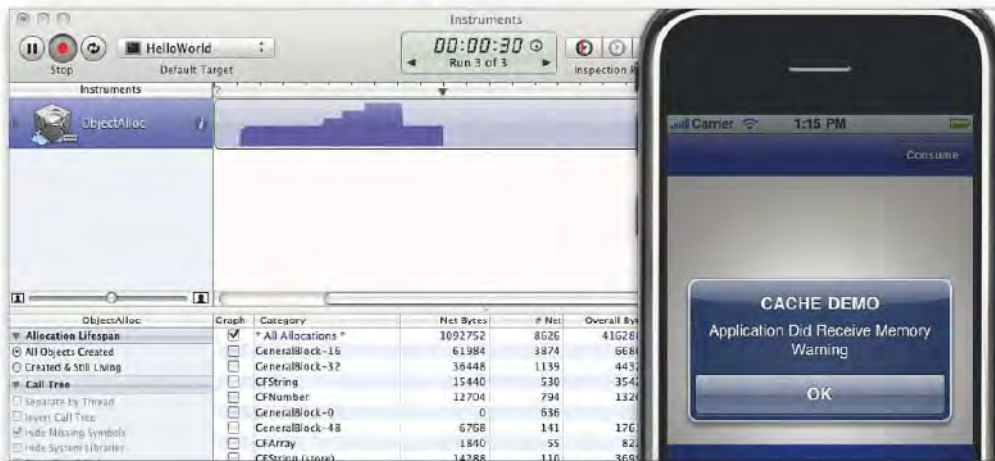 Instruments
HelloWorld
00:00:30
Run 3 of 3
Stop
Default Target
Inspection
Instruments
ObjectAlloc
Carrier
1:15 PM
Consume
CACHE DEMO
Application Did Receive Memory
Warning
OK
ObjectAlloc
Graph Category Net Bytes # Net Overall
Allocation Lifespan
* All Allocations * 1092752 8626
All Objects Created
GeneralBlock-16 61984 3874
Created & Still Living
GeneralBlock-32 36448 1139
Call Tree
CFString 15440 530
Separate by Thread
CFNumber 12704 794
Invert Call Tree
GeneralBlock-0 0 636
Hide Missing Symbols
GeneralBlock-48 6768 141
Hide System Libraries
CFArray 1840 55
CFString (store) 14288 110